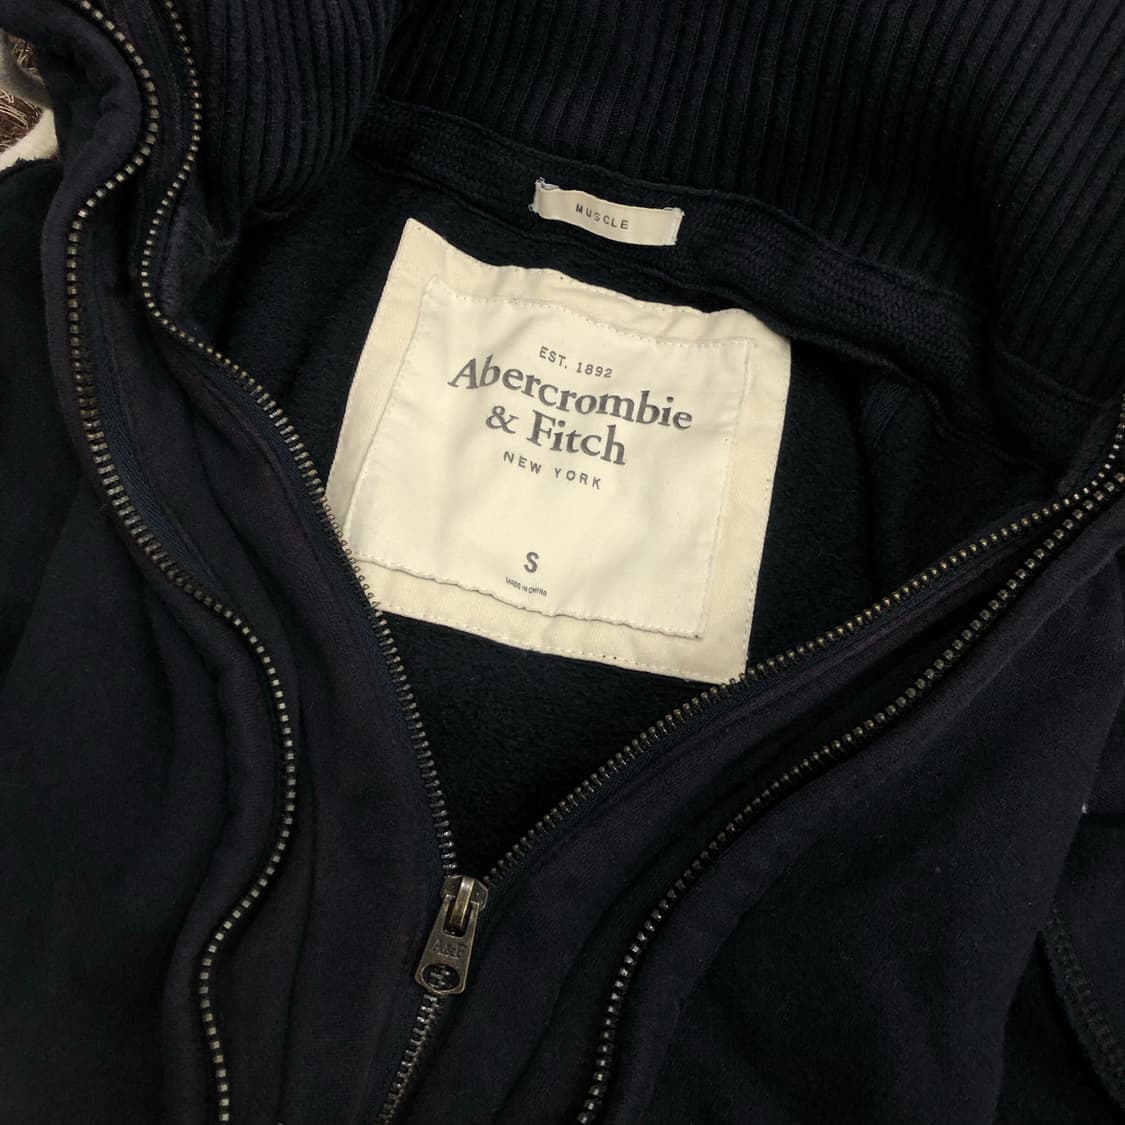 MUSCLE
EST. 1892
Abercrombie
& Fitch
NEW YORK
S
MADE IN CHINA
A&F